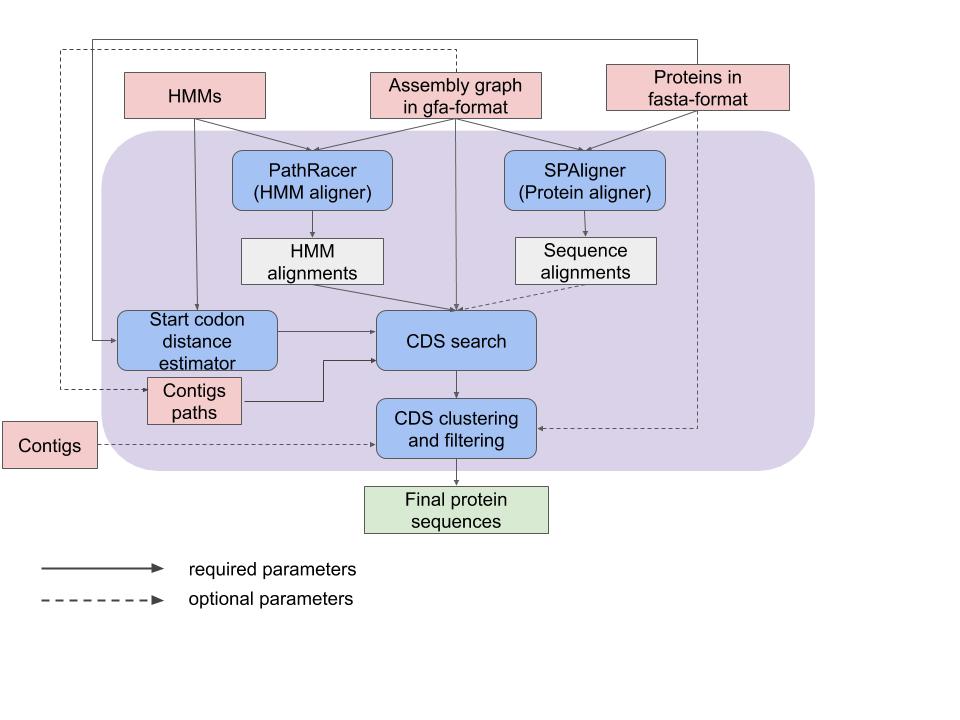 HMMs
Assembly graph
in gfa-format
Proteins in
fasta-format
PathRacer
(HMM aligner)
SPAligner
(Protein aligner)
HMM
alignments
Sequence
alignments
Start codon
distance
estimator
CDS search
Contigs
paths
CDS clustering
and filtering
Contigs
Final protein
sequences
required parameters
optional parameters